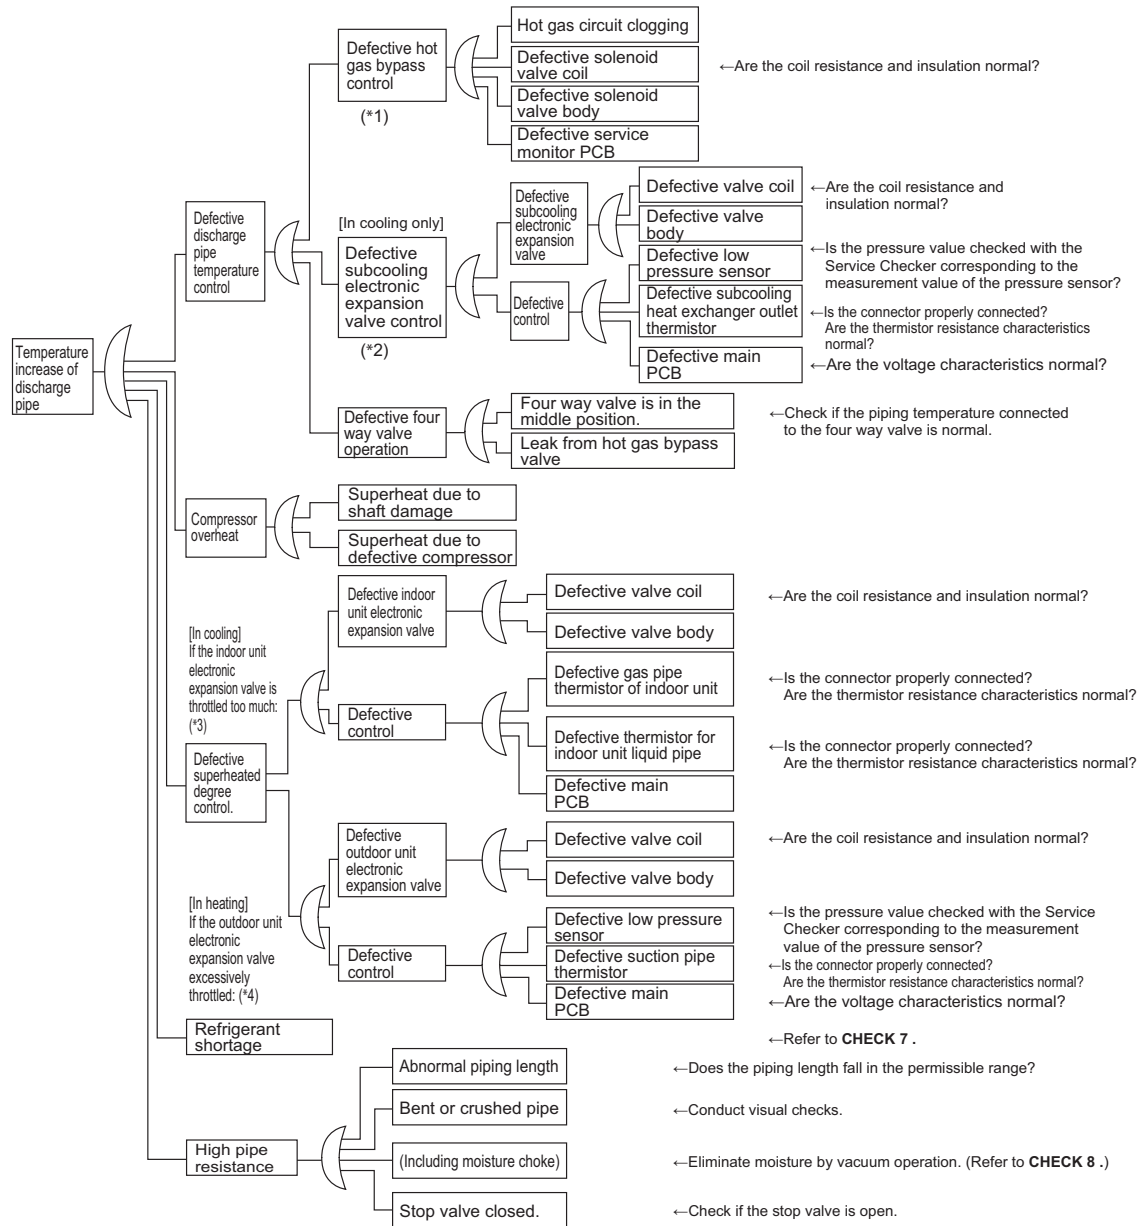 Temperature
increase of
discharge
pipe
Defective
discharge
pipe
temperature
control
Defective hot
gas bypass
control
(*1)
Hot gas circuit clogging
Defective solenoid
valve coil
←Are the coil resistance and insulation normal?
Defective solenoid
valve body
Defective service
monitor PCB
[In cooling only]
Defective
subcooling
electronic
expansion
valve control
(*2)
Defective
subcooling
electronic
expansion
valve
Defective valve coil
←Are the coil resistance and
insulation normal?
Defective valve
body
Defective
control
Defective low
pressure sensor
←Is the pressure value checked with the
Service Checker corresponding to the
measurement value of the pressure sensor?
Defective subcooling
heat exchanger outlet
thermistor
←Is the connector properly connected?
Are the thermistor resistance characteristics
normal?
Defective main
PCB
←Are the voltage characteristics normal?
Defective four
way valve
operation
Four way valve is in the
middle position.
←Check if the piping temperature connected
to the four way valve is normal.
Leak from hot gas bypass
valve
Compressor
overheat
Superheat due to
shaft damage
Superheat due to
defective compressor
Defective
superheated
degree
control.
[In cooling]
If the indoor unit
electronic
expansion valve is
throttled too much:
(*3)
Defective indoor
unit electronic
expansion valve
Defective valve coil
←Are the coil resistance and insulation normal?
Defective valve body
Defective
control
Defective gas pipe
thermistor of indoor unit
←Is the connector properly connected?
Are the thermistor resistance characteristics normal?
Defective thermistor for
indoor unit liquid pipe
←Is the connector properly connected?
Are the thermistor resistance characteristics normal?
Defective main
PCB
[In heating]
If the outdoor unit
electronic
expansion valve
excessively
throttled: (*4)
Defective
outdoor unit
electronic
expansion valve
Defective valve coil
←Are the coil resistance and insulation normal?
Defective valve body
Defective
control
Defective low pressure
sensor
←Is the pressure value checked with the Service
Checker corresponding to the measurement
value of the pressure sensor?
Defective suction pipe
thermistor
←Is the connector properly connected?
Are the thermistor resistance characteristics normal?
Defective main
PCB
←Are the voltage characteristics normal?
Refrigerant
shortage
←Refer to CHECK 7 .
High pipe
resistance
Abnormal piping length
←Does the piping length fall in the permissible range?
Bent or crushed pipe
←Conduct visual checks.
(Including moisture choke)
←Eliminate moisture by vacuum operation. (Refer to CHECK 8 .)
Stop valve closed.
←Check if the stop valve is open.